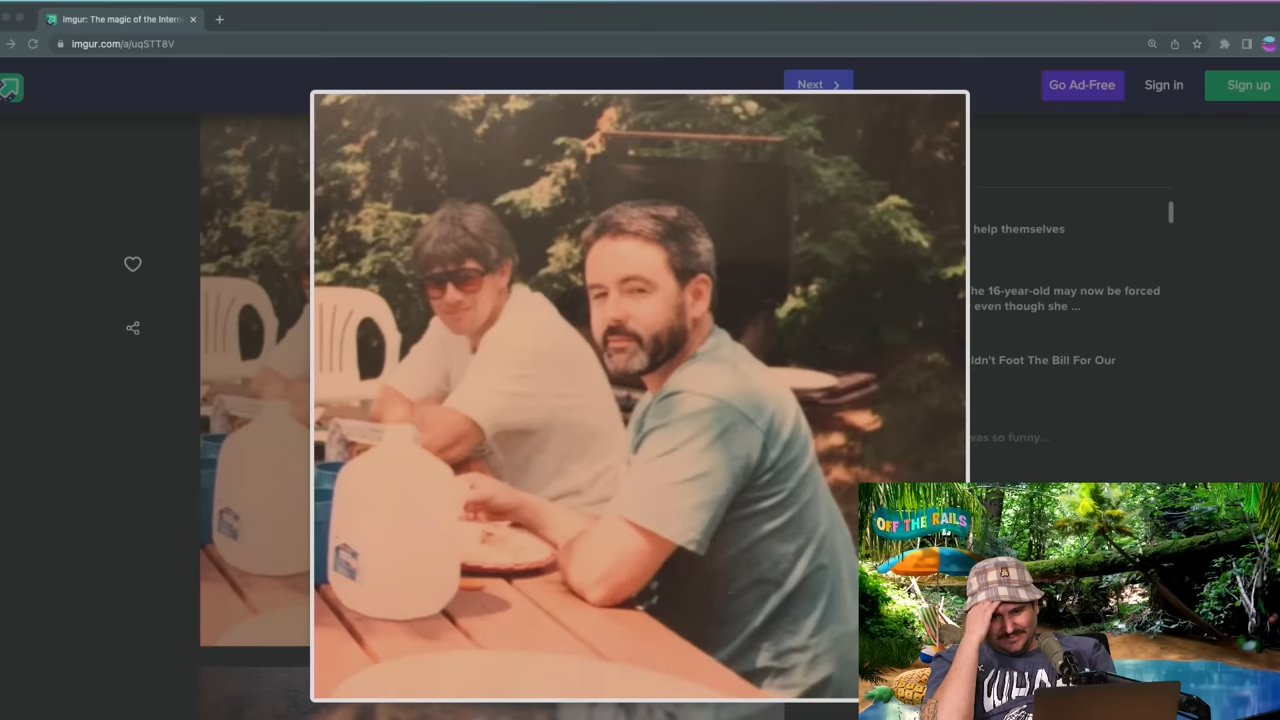 Imgur: The magic of the Intern
imgur.com/a/uqSTT8V
Next
Go Ad-Free
Sign in
Sign up
help themselves
he 16-year-old may now be forced
even though she ...
ldn't Foot The Bill For Our
was so funny...
OFF THE RAILS
WHA